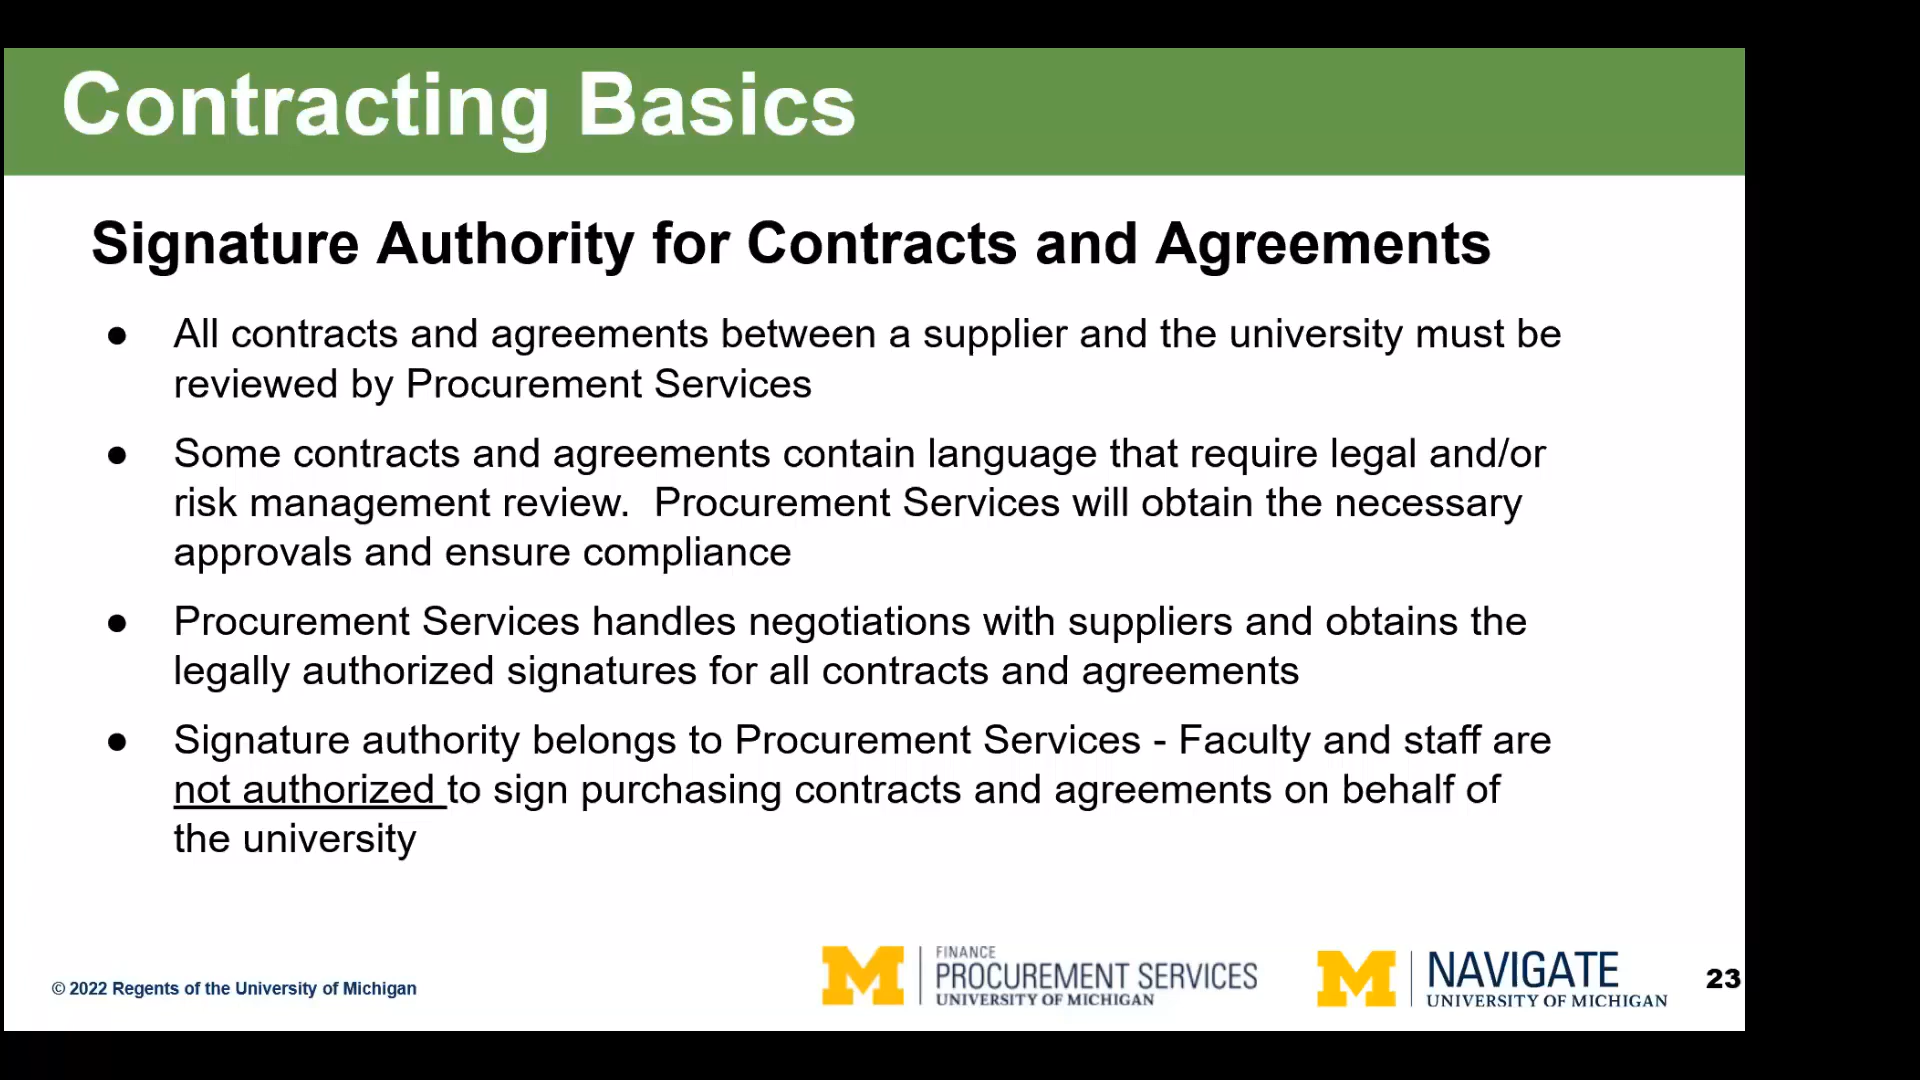 Contracting Basics
Signature Authority for Contracts and Agreements
● All contracts and agreements between a supplier and the university must be
reviewed by Procurement Services
● Some contracts and agreements contain language that require legal and/or
risk management review.  Procurement Services will obtain the necessary
approvals and ensure compliance
● Procurement Services handles negotiations with suppliers and obtains the
legally authorized signatures for all contracts and agreements
● Signature authority belongs to Procurement Services - Faculty and staff are
not authorized to sign purchasing contracts and agreements on behalf of
the university
© 2022 Regents of the University of Michigan
M FINANCE
PROCUREMENT SERVICES
UNIVERSITY OF MICHIGAN
M NAVIGATE
UNIVERSITY OF MICHIGAN
23